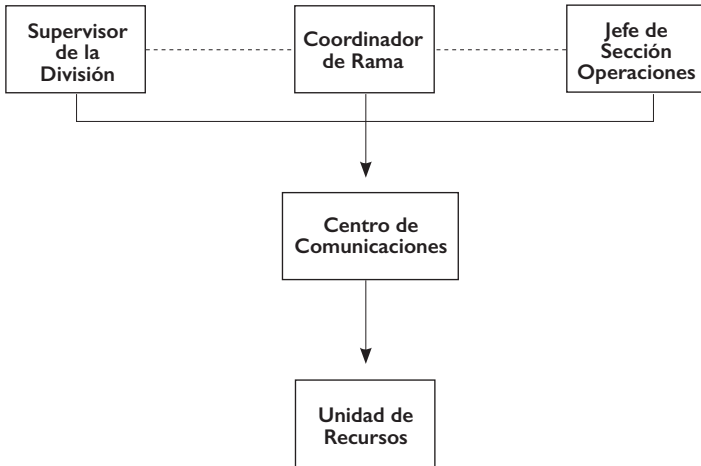 Supervisor
de la
División
Coordinador
de Rama
Jefe de
Sección
Operaciones
Centro de
Comunicaciones
Unidad de
Recursos